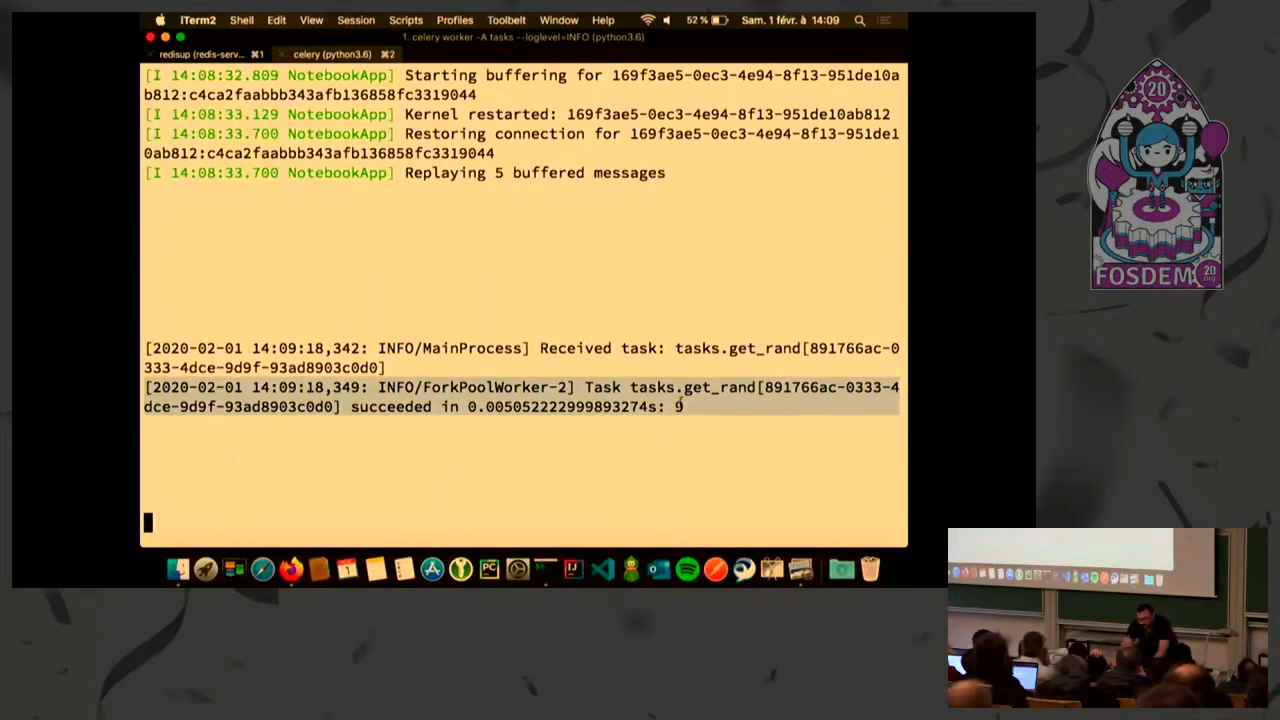 iTerm2 Shell Edit View Session Scripts Profiles Toolbelt Window Help 52 % Sam. 1 févr à 14:09
1. celery worker -A tasks --loglevel=INFO (python3.6)
redisup (redis-serv... ⌘1 celery (python3.6) ⌘2
[I 14:08:32.809 NotebookApp] Starting buffering for 169f3ae5-0ec3-4e94-8f13-951de10a
b812:c4ca2faabbb343afb136858fc3319044
[I 14:08:33.129 NotebookApp] Kernel restarted: 169f3ae5-0ec3-4e94-8f13-951de10ab812
[I 14:08:33.700 NotebookApp] Restoring connection for 169f3ae5-0ec3-4e94-8f13-951de1
0ab812:c4ca2faabbb343afb136858fc3319044
[I 14:08:33.700 NotebookApp] Replaying 5 buffered messages
[2020-02-01 14:09:18,342: INFO/MainProcess] Received task: tasks.get_rand[891766ac-0
333-4dce-9d9f-93ad8903c0d0]
[2020-02-01 14:09:18,349: INFO/ForkPoolWorker-2] Task tasks.get_rand[891766ac-0333-4
dce-9d9f-93ad8903c0d0] succeeded in 0.005052222999893274s: 9
PC
IJ
20
FOSDEM
20
.org